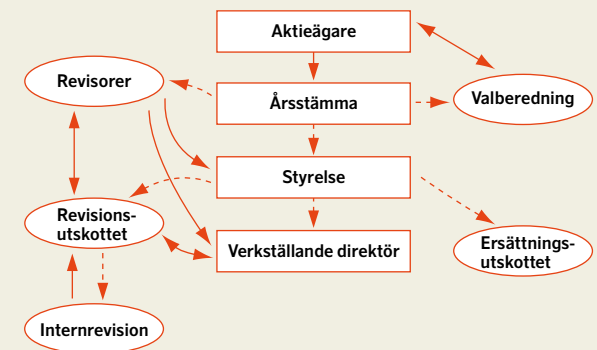 Aktieägare
Revisorer
Årsstämma
Valberedning
Styrelse
Revisions-
utskottet
Verkställande direktör
Ersättnings-
utskottet
Internrevision